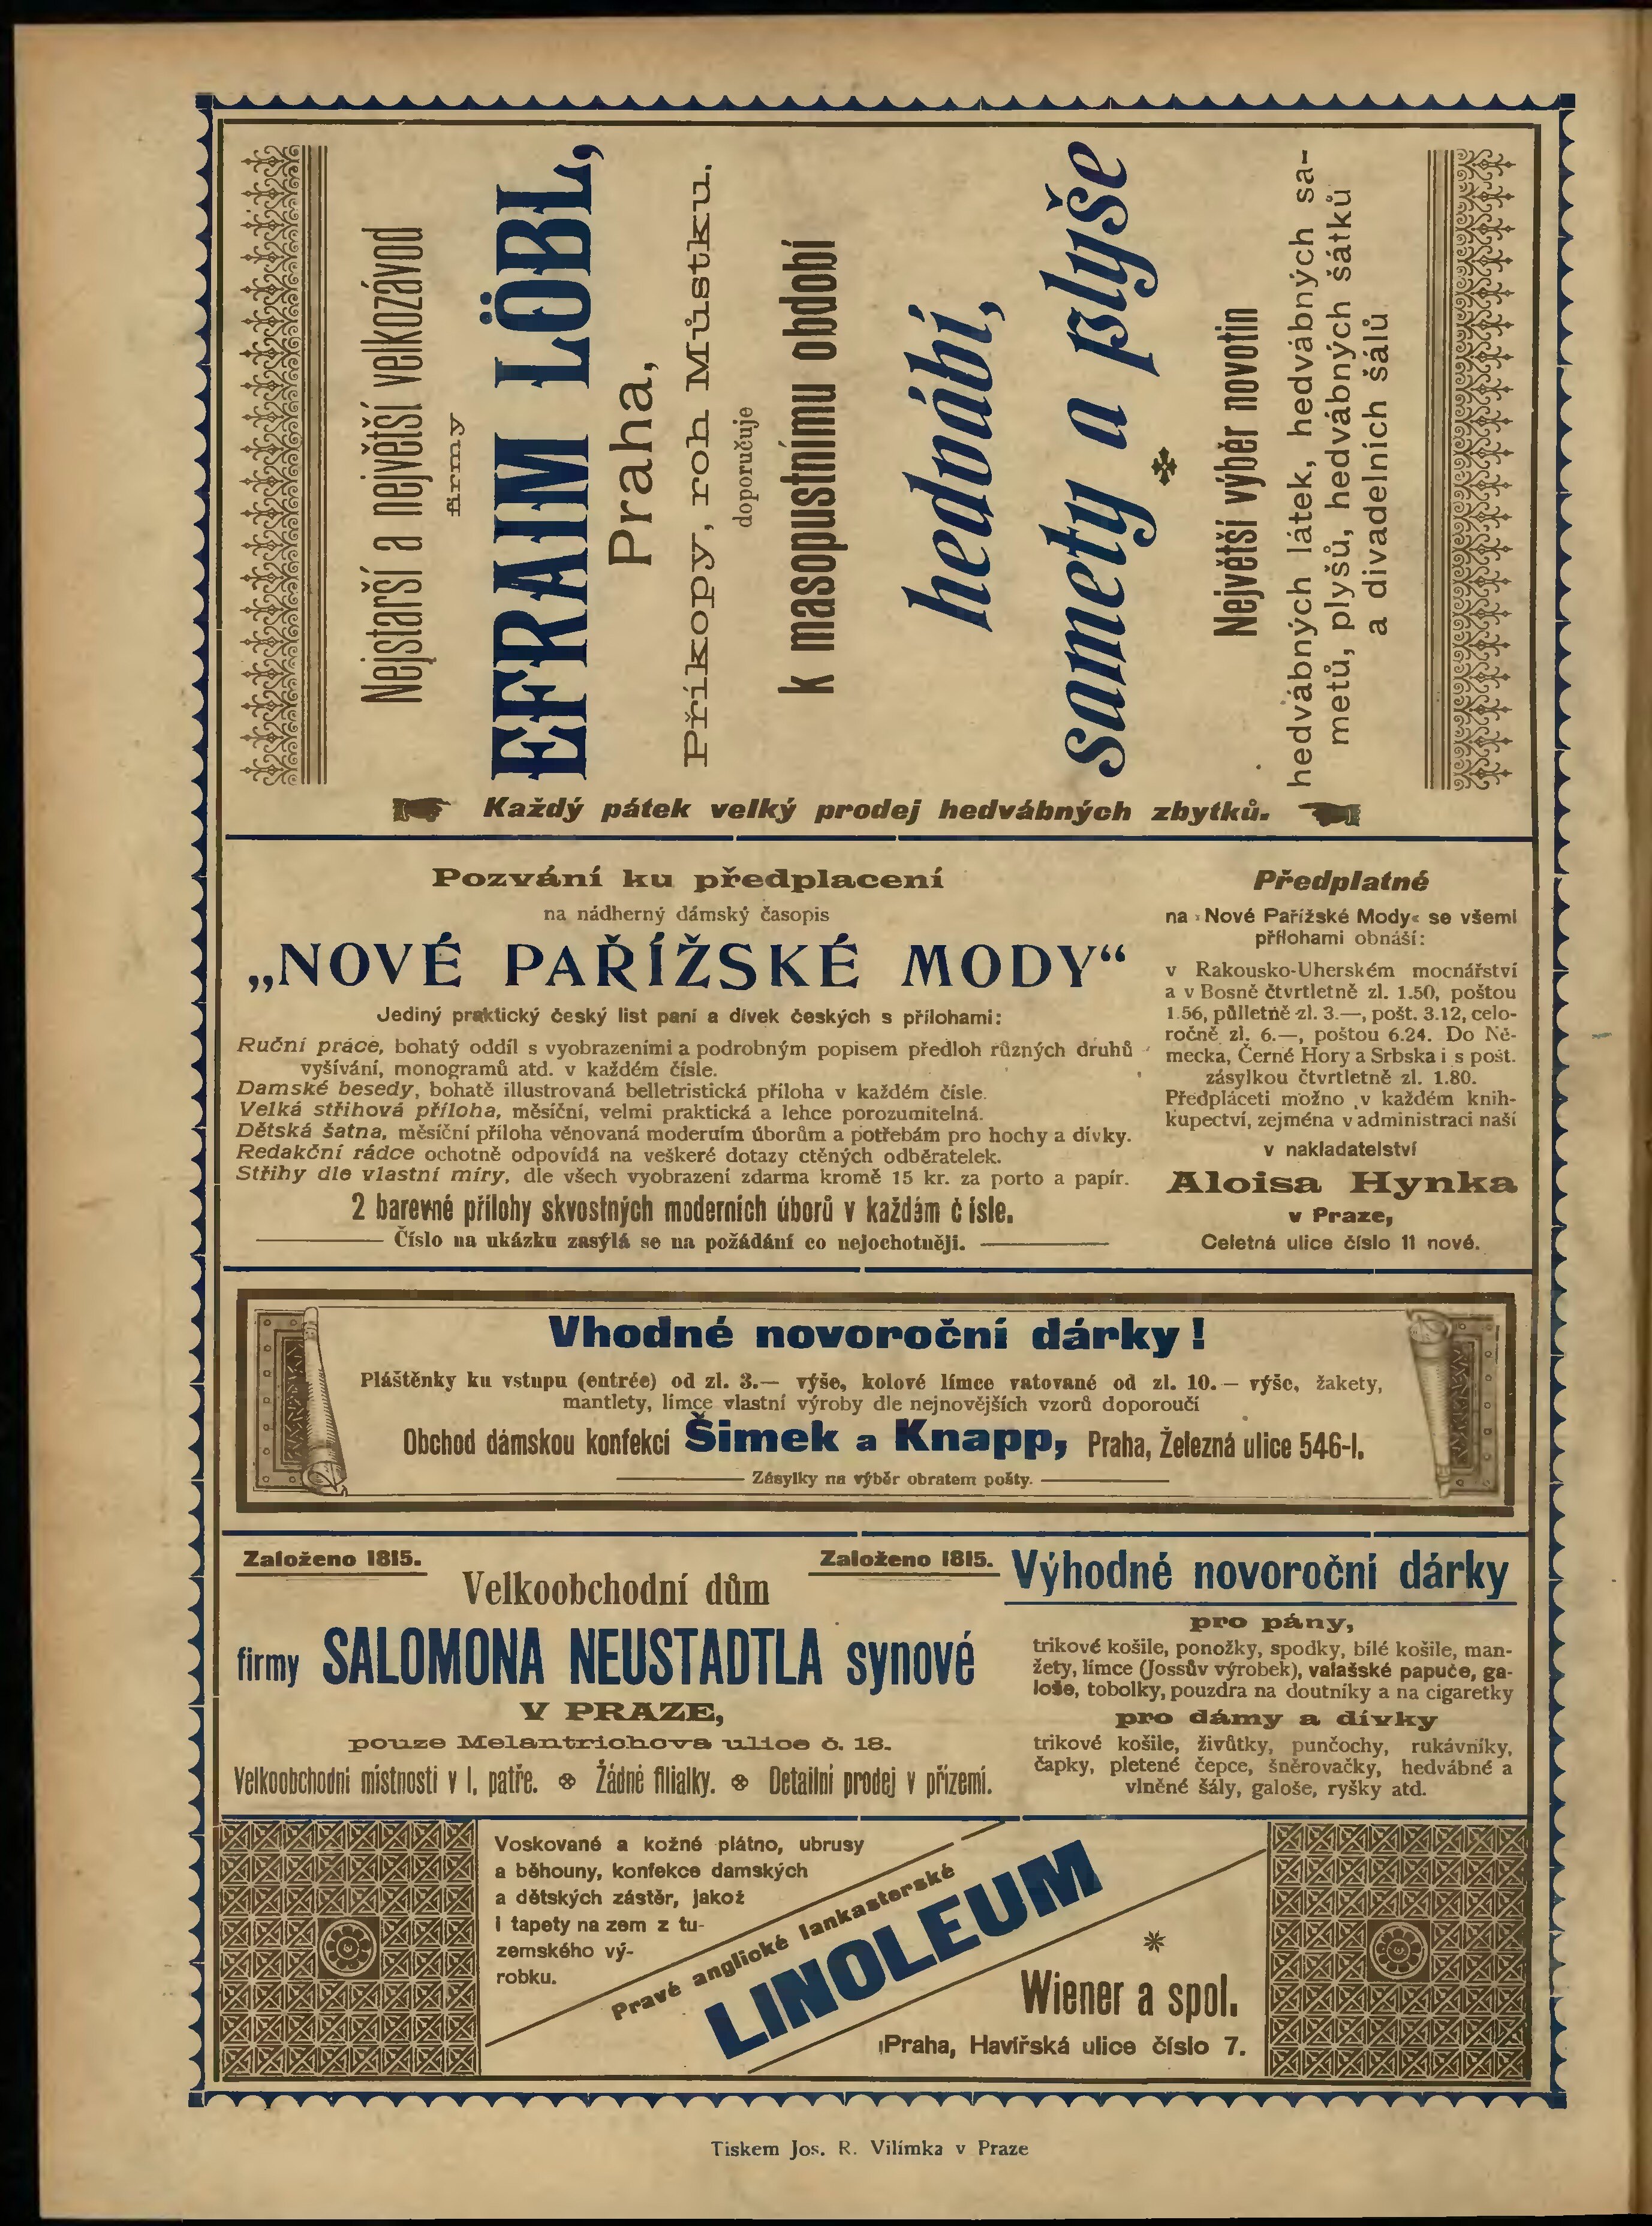 Nejstarší a největší velkozávod
firmy
EFRAIM LÖBL,
Praha,
Příkopy, roh Můstku.
doporučuje
k masopustnímu období
hedvábí,
samety a plyše
Největší výběr novotin
hedvábných látek, hedvábných sa-
metů, plyšů, hedvábných šátků
a divadelních šálů
Každý pátek velký prodej hedvábných zbytků.
Pozvání ku předplacení
na nádherný dámský časopis
„NOVÉ PAŘÍŽSKÉ MODY“
Jediný praktický český list paní a dívek českých s přílohami:
Ruční práce, bohatý oddíl s vyobrazeními a podrobným popisem předloh různých druhů
vyšívání, monogramů atd. v každém čísle.
Damské besedy, bohatě illustrovaná belletristická příloha v každém čísle.
Velká střihová příloha, měsíční, velmi praktická a lehce porozumitelná.
Dětská šatna, měsíční příloha věnovaná moderním úborům a potřebám pro hochy a dívky.
Redakční rádce ochotně odpovídá na veškeré dotazy ctěných odběratelek.
Střihy dle vlastní míry, dle všech vyobrazení zdarma kromě 15 kr. za porto a papír.
2 barevné přílohy skvostných moderních úborů v každém čísle.
Číslo na ukázku zasýlá se na požádání co nejochotněji.
Předplatné
na »Nové Pařížské Mody« se všemi
přílohami obnáší:
v Rakousko-Uherském mocnářství
a v Bosně čtvrtletně zl. 1.50, poštou
1.56, půlletně zl. 3.—, pošt. 3.12, celo-
ročně zl. 6.—, poštou 6.24. Do Ně-
mecka, Černé Hory a Srbska i s pošt.
zásylkou čtvrtletně zl. 1.80.
Předpláceti možno v každém knih-
kupectví, zejména v administraci naší
v nakladatelství
Aloisa Hynka
v Praze,
Celetná ulice číslo 11 nové.
Vhodné novoroční dárky!
Pláštěnky ku vstupu (entrée) od zl. 3.— výše, kolové límce vatované od zl. 10.— výše, žakety,
mantlety, límce vlastní výroby dle nejnovějších vzorů doporoučí
Obchod dámskou konfekcí Šimek a Knapp, Praha, Železná ulice 546-I.
Zásylky na výběr obratem pošty.
Založeno 1815.
Založeno 1815.
Velkoobchodní dům
firmy SALOMONA NEUSTADTLA synové
V PRAZE,
pouze Melantrichova ulice č. 18.
Velkoobchodní místnosti v I. patře. Žádné filialky. Detailní prodej v přízemí.
Výhodné novoroční dárky
pro pány,
trikové košile, ponožky, spodky, bílé košile, man-
žety, límce (Jossův výrobek), valašské papuče, ga-
loše, tobolky, pouzdra na doutníky a na cigaretky
pro dámy a dívky
trikové košile, živůtky, punčochy, rukávníky,
čapky, pletené čepce, šněrovačky, hedvábné a
vlněné šály, galoše, ryšky atd.
Voskované a kožné plátno, ubrusy
a běhouny, konfekce damských
a dětských zástěr, jakož
i tapety na zem z tu-
zemského vý-
robku.
Pravé anglické lankasterské
LINOLEUM
Wiener a spol.
Praha, Havířská ulice číslo 7.
Tiskem Jos. R. Vilímka v Praze